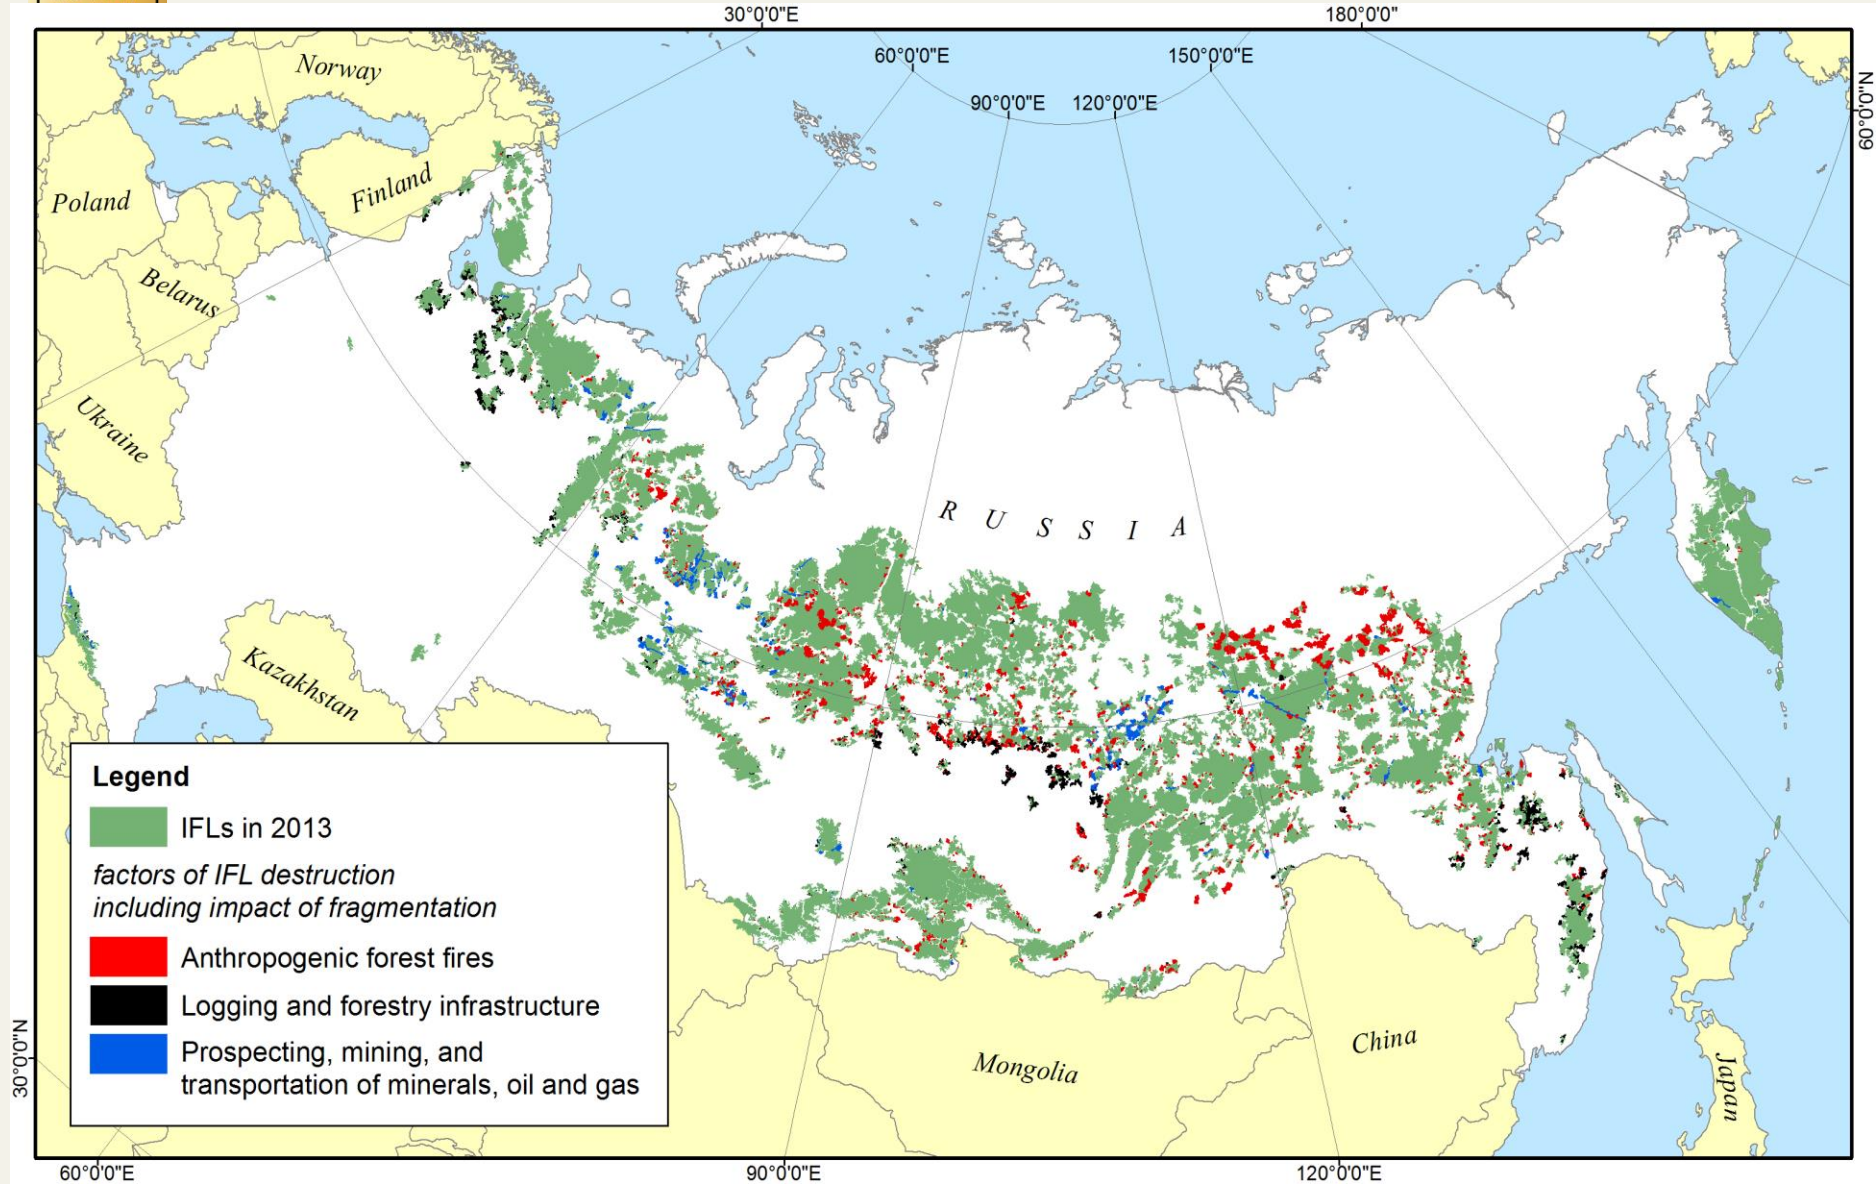 30°0'0"E
180°0'0"
60°0'0"E
150°0'0"E
90°0'0"E
120°0'0"E
60°0'0"N
Norway
Finland
Poland
Belarus
Ukraine
RUSSIA
Kazakhstan
Legend
IFLs in 2013
factors of IFL destruction
including impact of fragmentation
Anthropogenic forest fires
Logging and forestry infrastructure
Prospecting, mining, and
transportation of minerals, oil and gas
Mongolia
China
Japan
30°0'0"N
60°0'0"E
90°0'0"E
120°0'0"E